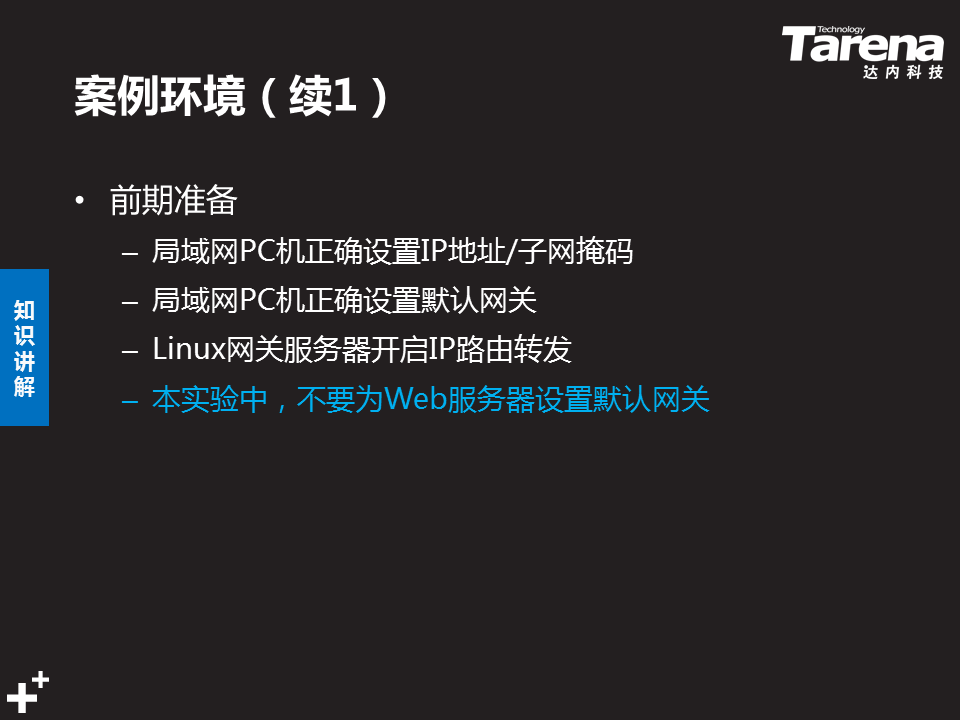 Technology
Tarena
达内科技
案例环境（续1）
• 前期准备
– 局域网PC机正确设置IP地址/子网掩码
– 局域网PC机正确设置默认网关
– Linux网关服务器开启IP路由转发
– 本实验中，不要为Web服务器设置默认网关
知
识
讲
解